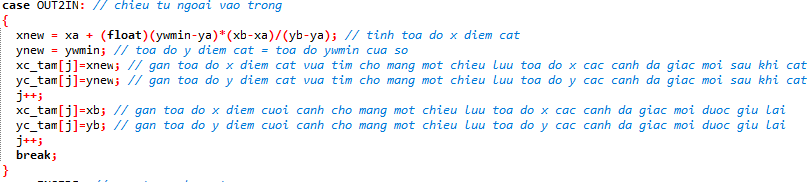 case OUT2IN: // chieu tu ngoai vao trong
{
xnew = xa + (float)(ywmin-ya)*(xb-xa)/(yb-ya); // tinh toa do x diem cat
ynew = ywmin; // toa do y diem cat = toa do ywmin cua so
xc_tam[j]=xnew; // gan toa do x diem cat vua tim cho mang mot chieu luu toa do x cac canh da giac moi sau khi cat
yc_tam[j]=ynew; // gan toa do y diem cat vua tim cho mang mot chieu luu toa do y cac canh da giac moi sau khi cat
j++;
xc_tam[j]=xb; // gan toa do x diem cuoi canh cho mang mot chieu luu toa do x cac canh da giac moi duoc giu lai
yc_tam[j]=yb; // gan toa do y diem cuoi canh cho mang mot chieu luu toa do y cac canh da giac moi duoc giu lai
j++;
break;
}